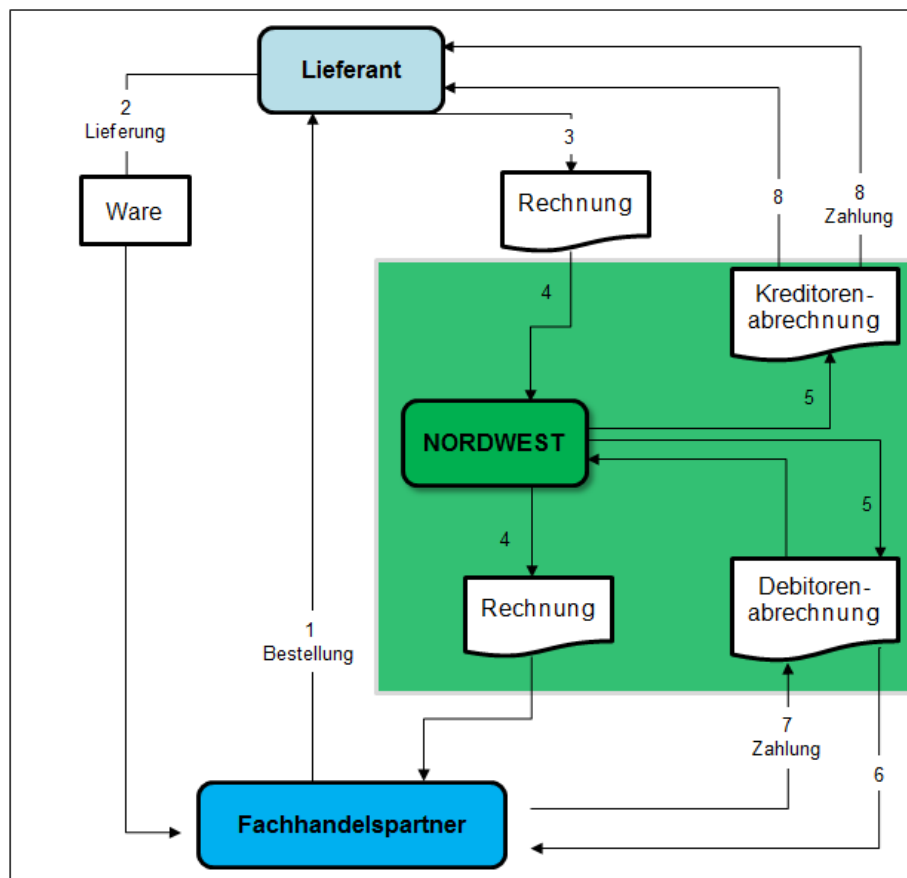 Lieferant
2
Lieferung
3
8
8
Zahlung
Ware
Rechnung
4
Kreditoren-
abrechnung
5
NORDWEST
5
4
Rechnung
Debitoren-
abrechnung
1
Bestellung
7
Zahlung
6
Fachhandelspartner